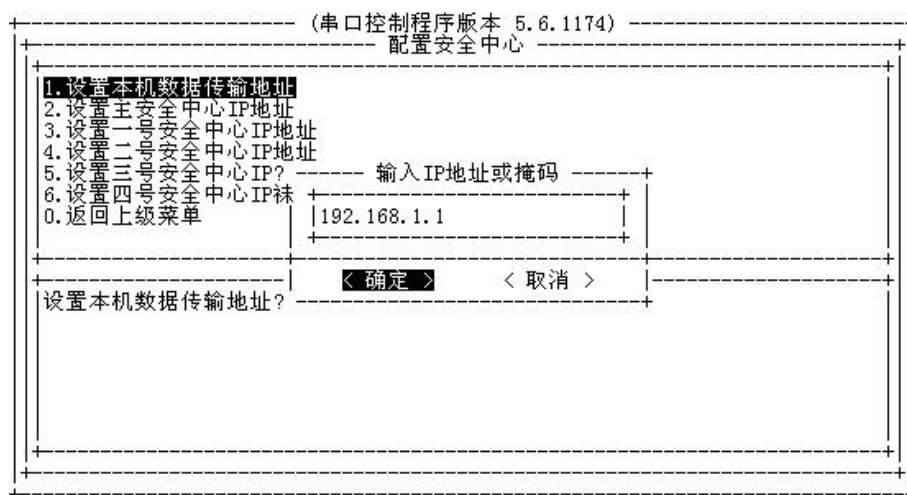 (串口控制程序版本 5.6.1174)
配置安全中心
1.设置本机数据传输地址
2.设置主安全中心IP地址
3.设置一号安全中心IP地址
4.设置二号安全中心IP地址
5.设置三号安全中心IP?
6.设置四号安全中心IP袜
0.返回上级菜单
输入IP地址或掩码
192.168.1.1
< 确定 > < 取消 >
设置本机数据传输地址?